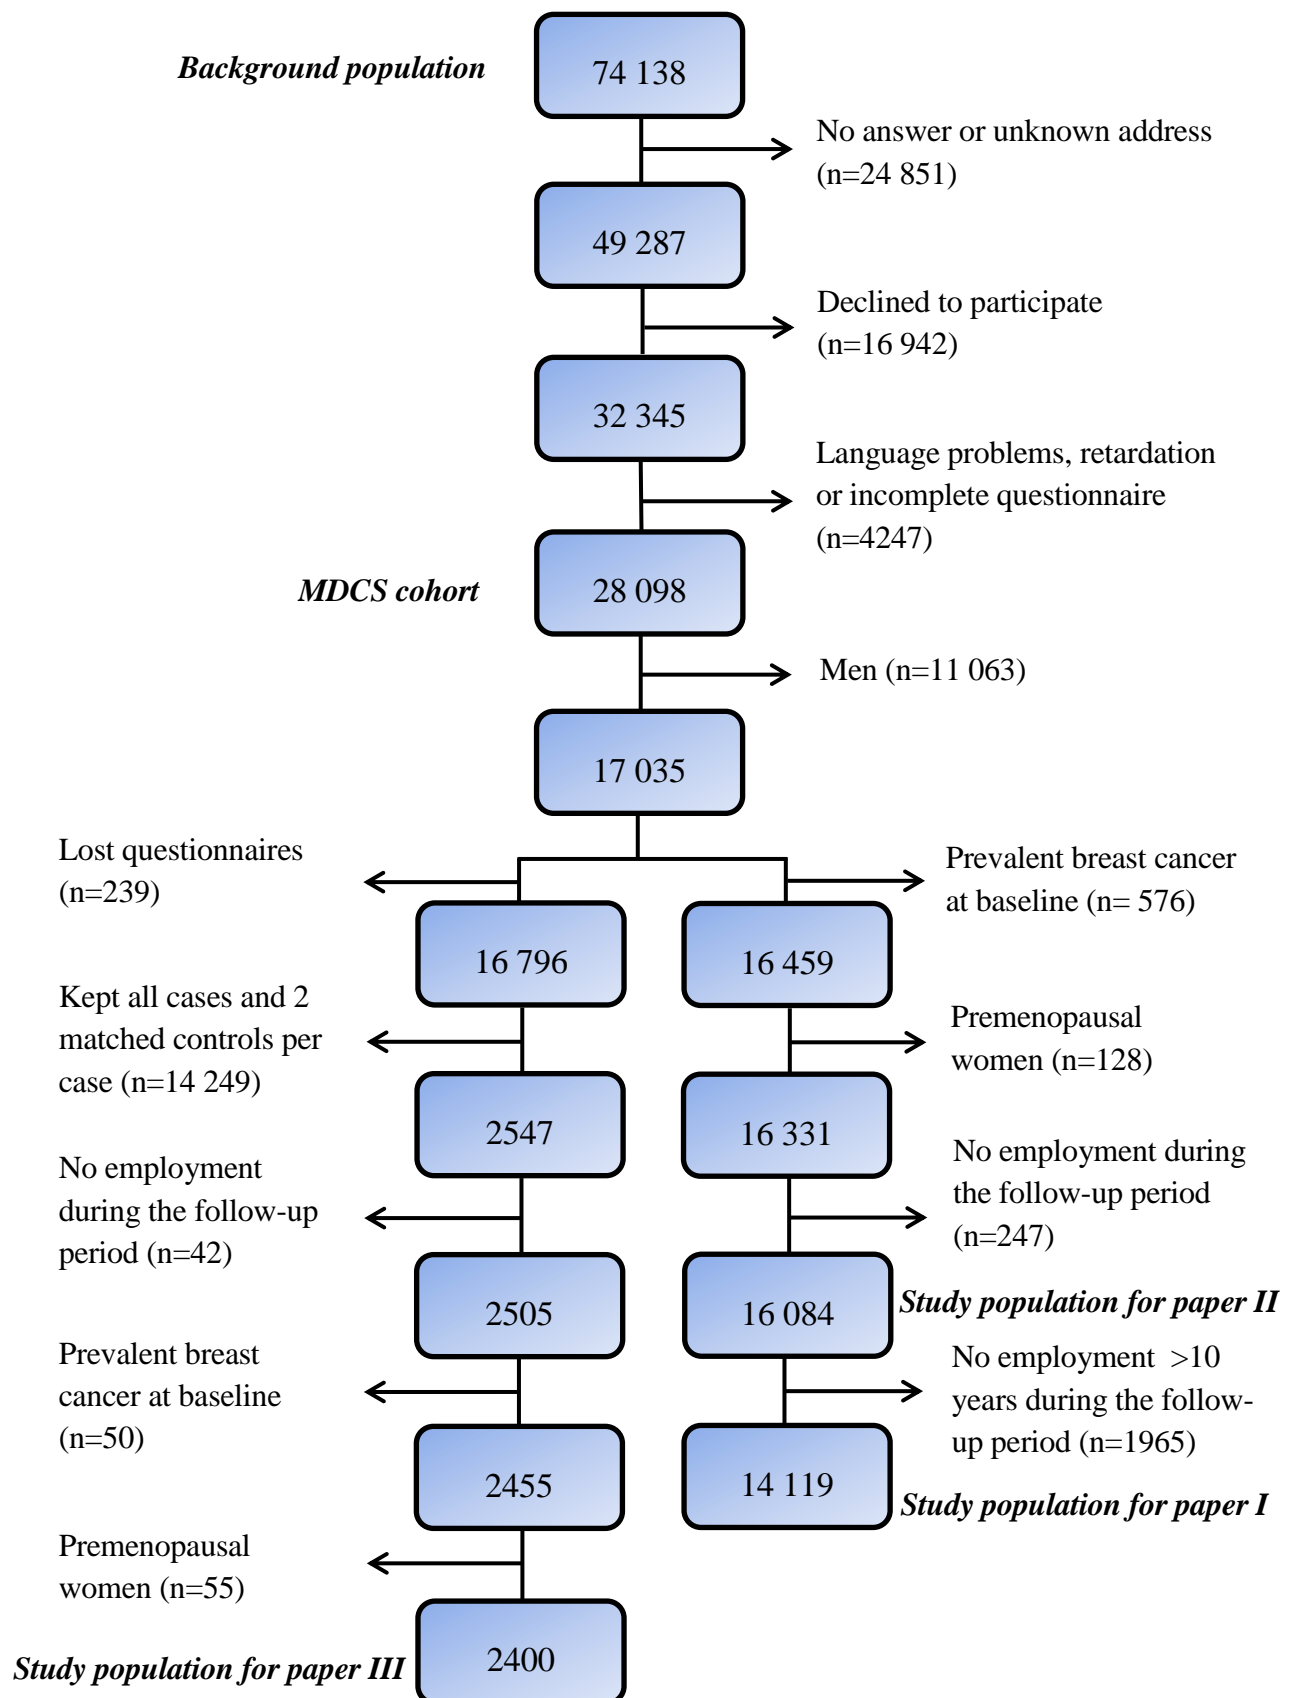 Background population
74 138
No answer or unknown address
(n=24 851)
49 287
Declined to participate
(n=16 942)
32 345
Language problems, retardation
or incomplete questionnaire
(n=4247)
MDCS cohort
28 098
Men (n=11 063)
17 035
Lost questionnaires
(n=239)
Prevalent breast cancer
at baseline (n= 576)
16 796
16 459
Kept all cases and 2
matched controls per
case (n=14 249)
Premenopausal
women (n=128)
2547
16 331
No employment
during the follow-up
period (n=42)
No employment during
the follow-up period
(n=247)
2505
16 084
Study population for paper II
Prevalent breast
cancer at baseline
(n=50)
No employment  >10
years during the follow-
up period (n=1965)
2455
14 119
Study population for paper I
Premenopausal
women (n=55)
2400
Study population for paper III